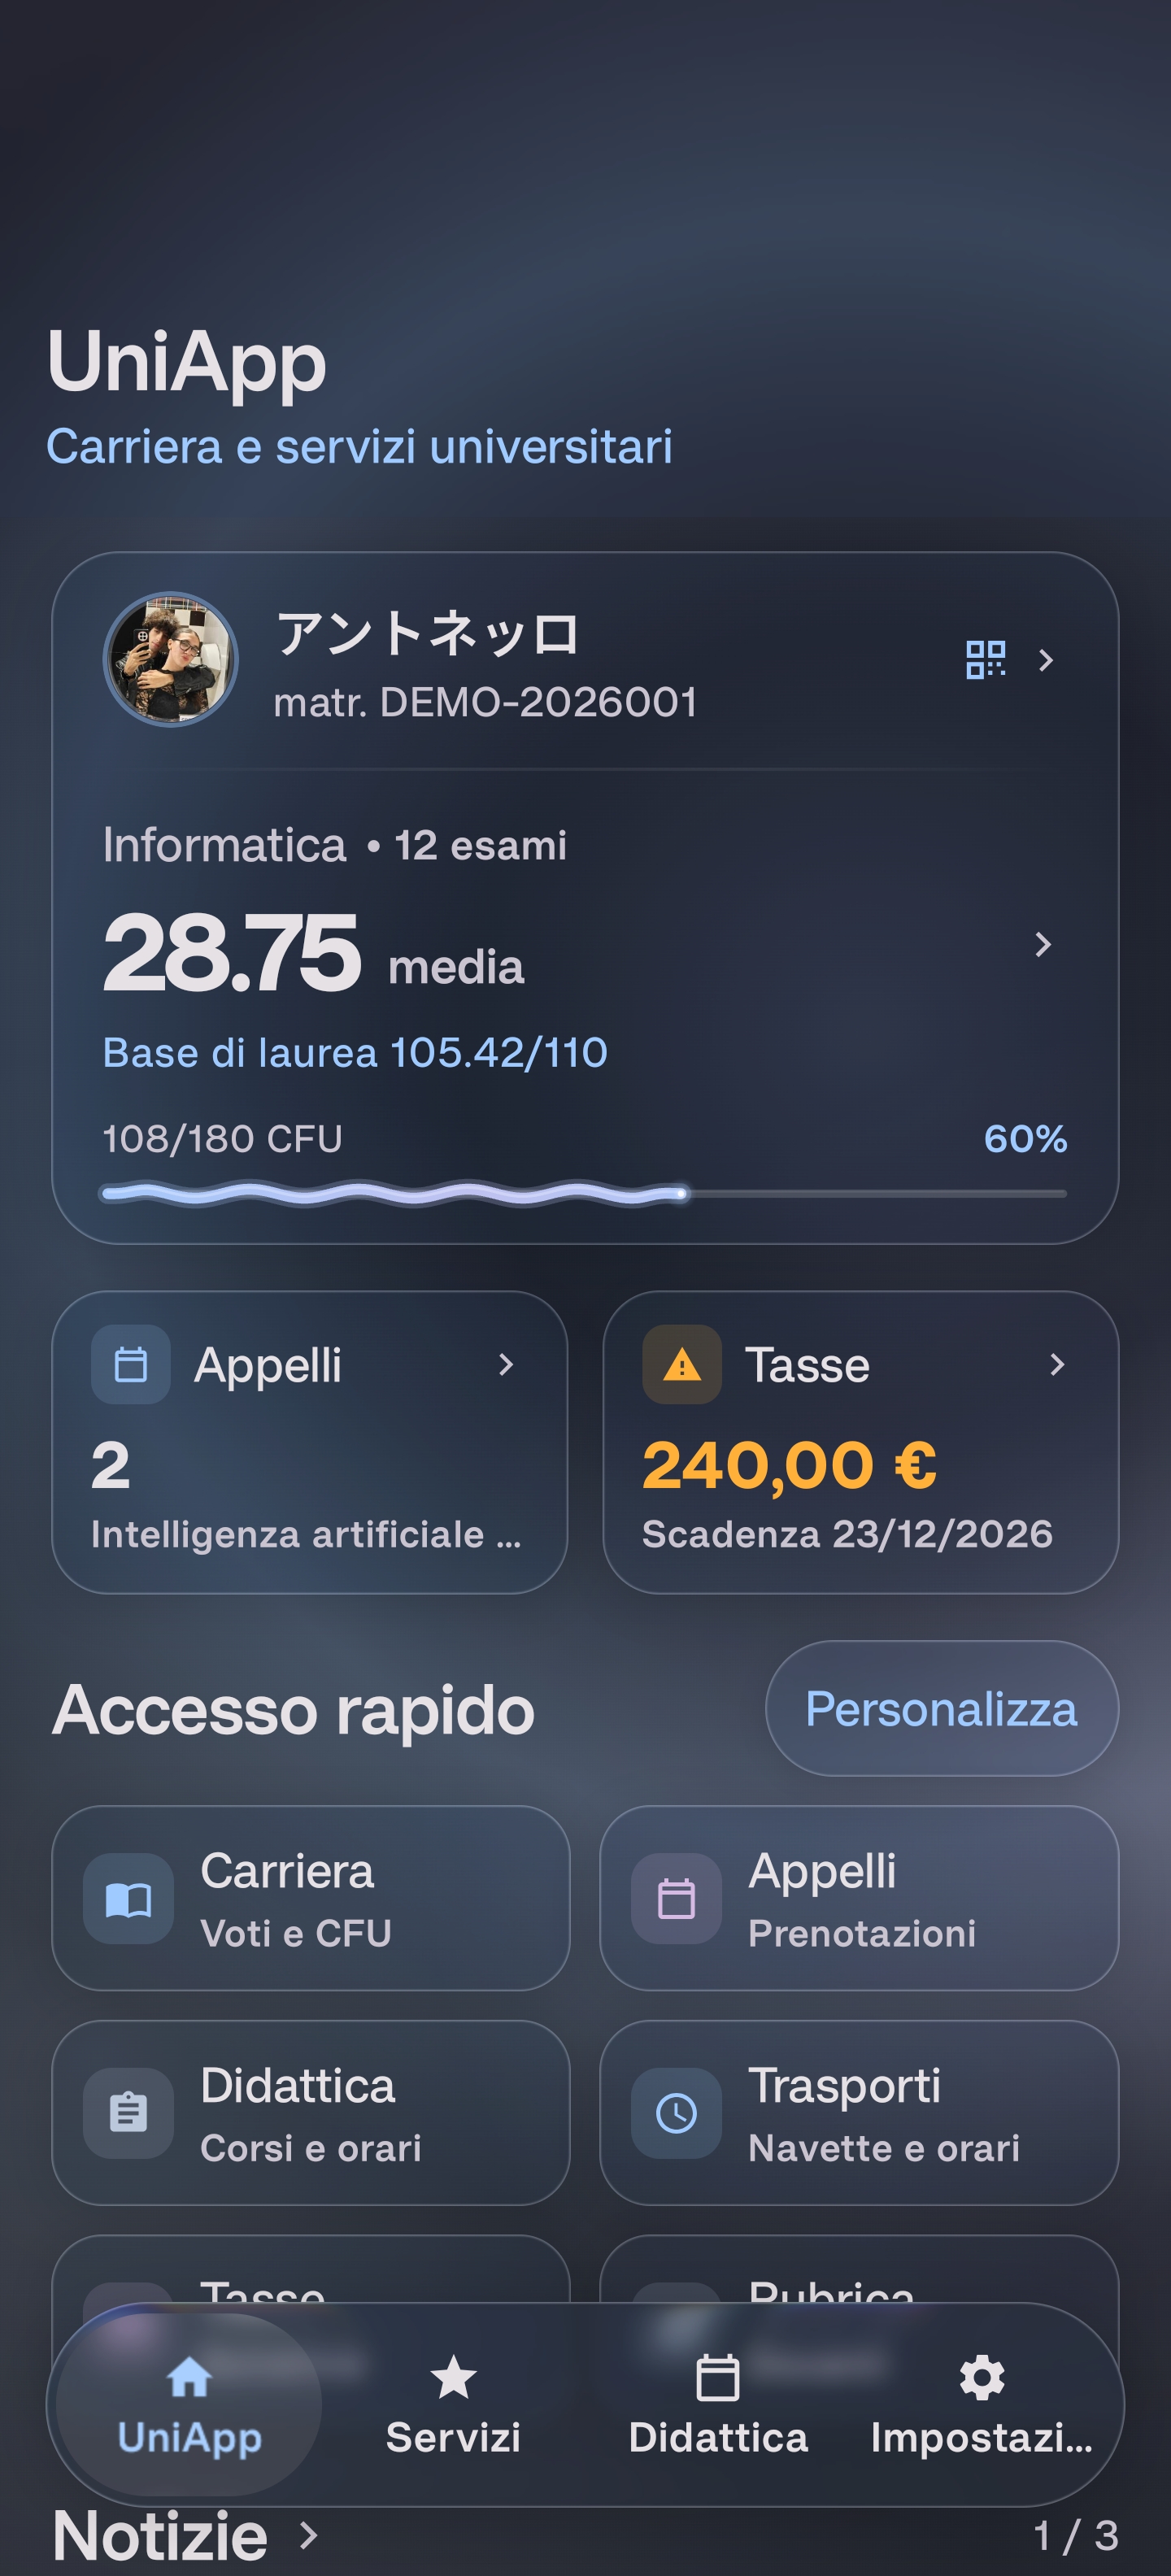 UniApp
Carriera e servizi universitari
アントネッロ
matr. DEMO-2026001
Informatica • 12 esami
28.75 media
Base di laurea 105.42/110
108/180 CFU 60%
Appelli
2
Intelligenza artificiale ...
Tasse
240,00 €
Scadenza 23/12/2026
Accesso rapido
Personalizza
Carriera
Voti e CFU
Appelli
Prenotazioni
Didattica
Corsi e orari
Trasporti
Navette e orari
Tasse
Rubrica
UniApp
Servizi
Didattica
Impostazi...
Notizie
1 / 3